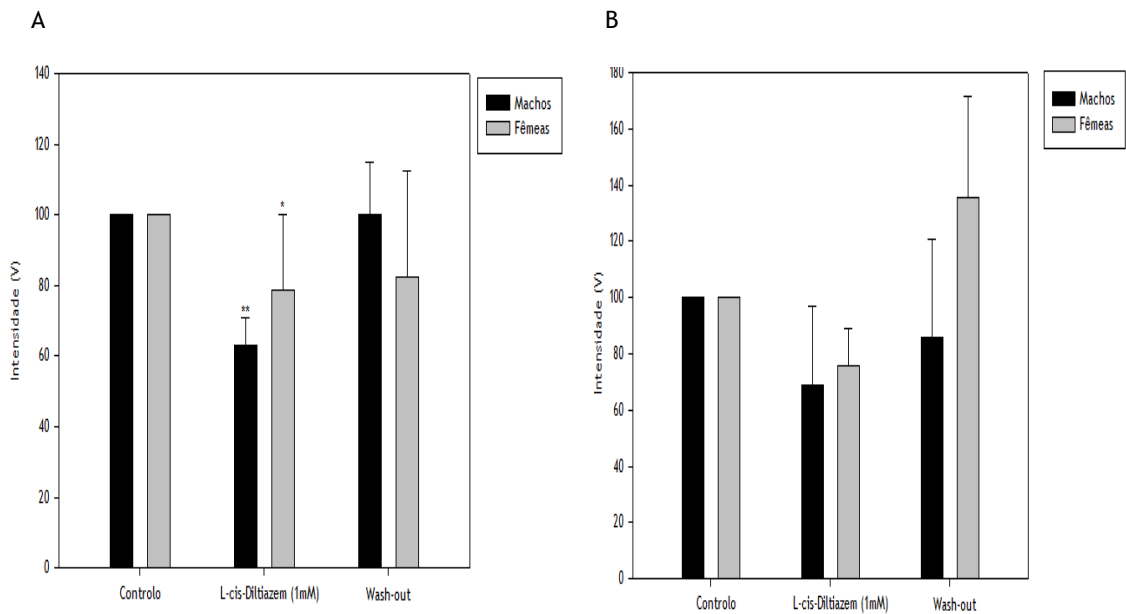 A
B
140
120
100
80
60
40
20
0
Intensidade (V)
Machos
Fêmeas
**
*
Controlo
L-cis-Diltiazem (1mM)
Wash-out
180
160
140
120
100
80
60
40
20
0
Intensidade (V)
Machos
Fêmeas
Controlo
L-cis-Diltiazem (1mM)
Wash-out